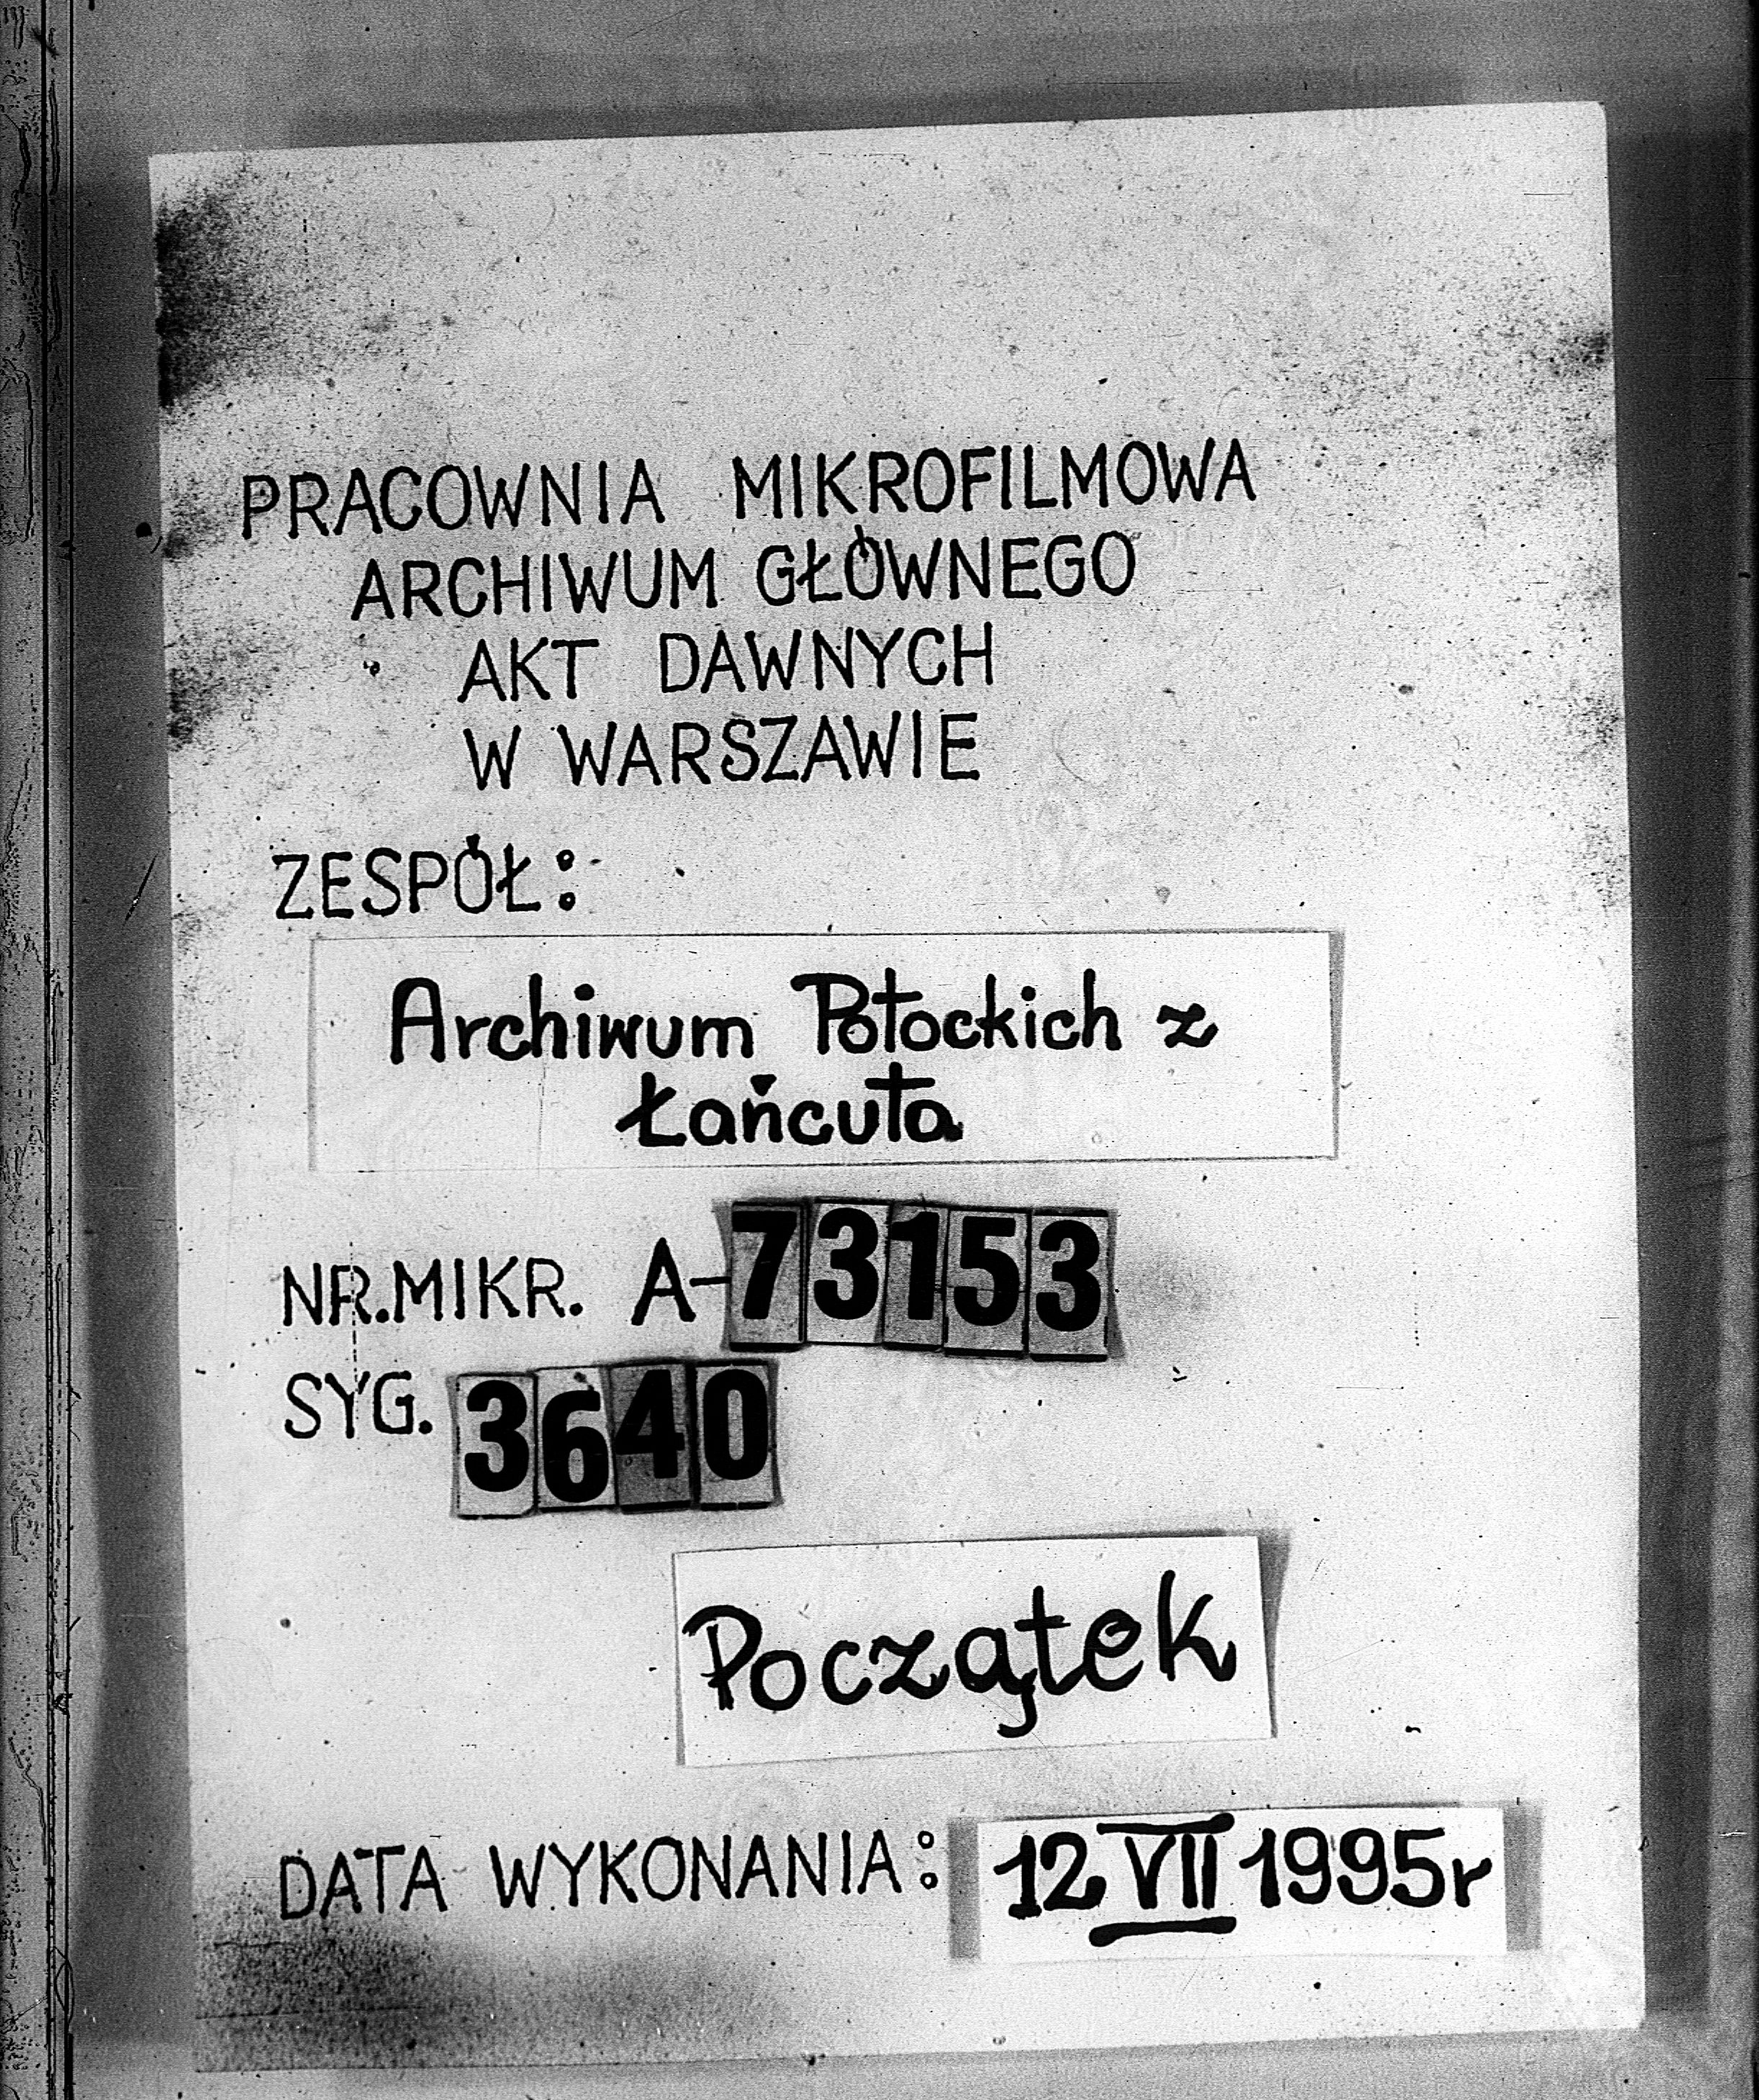 PRACOWNIA MIKROFILMOWA
ARCHIWUM GŁÓWNEGO
AKT DAWNYCH
W WARSZAWIE
ZESPÓŁ:
Archiwum Potockich z
Łańcuta
NR.MIKR. A-73153
SYG. 3640
Początek
DATA WYKONANIA: 12 VII 1995r